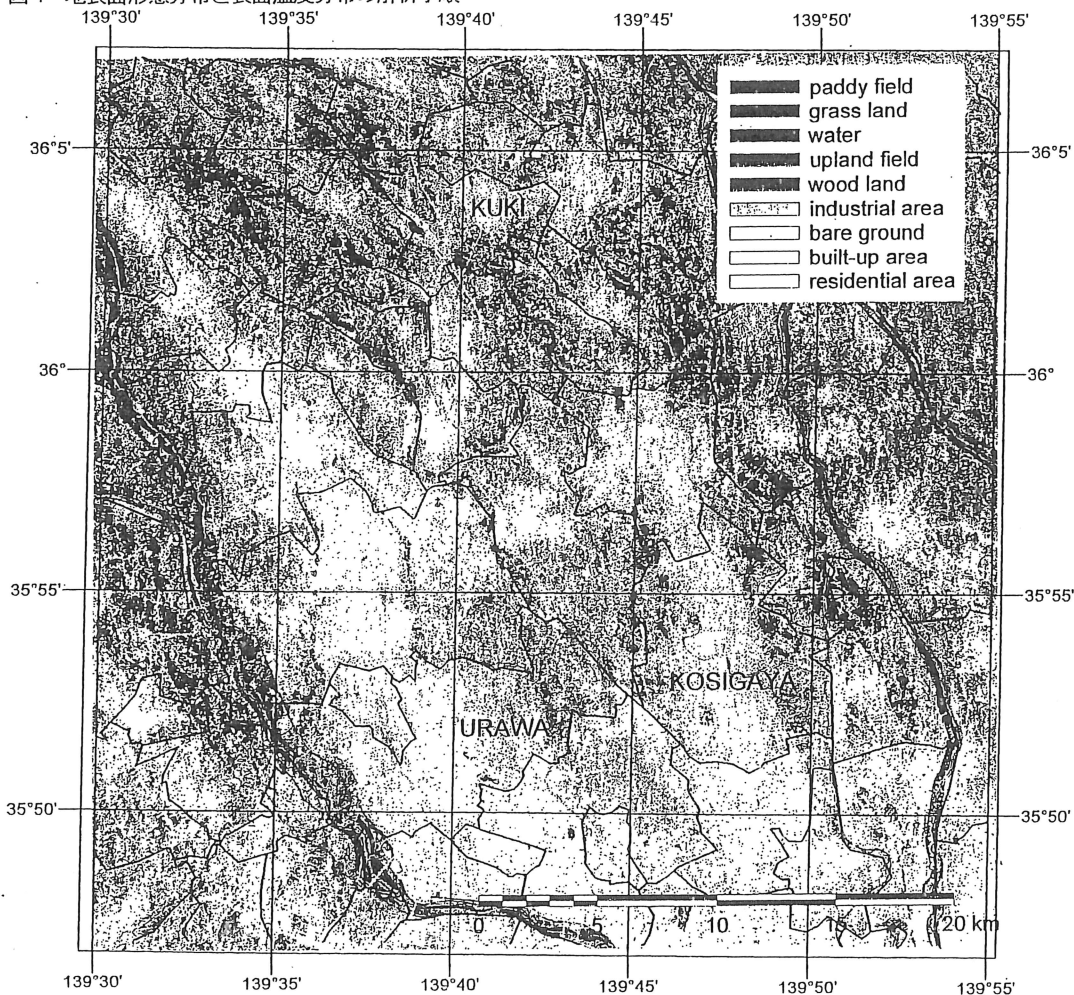 139°30' 139°35' 139°40' 139°45' 139°50' 139°55'
paddy field
grass land
water
upland field
wood land
industrial area
bare ground
built-up area
residential area
36°5' 36°5'
KUKI
36° 36°
35°55' 35°55'
KOSIGAYA
URAWA
35°50' 35°50'
0 5 10 15 20 km
139°30' 139°35' 139°40' 139°45' 139°50' 139°55'